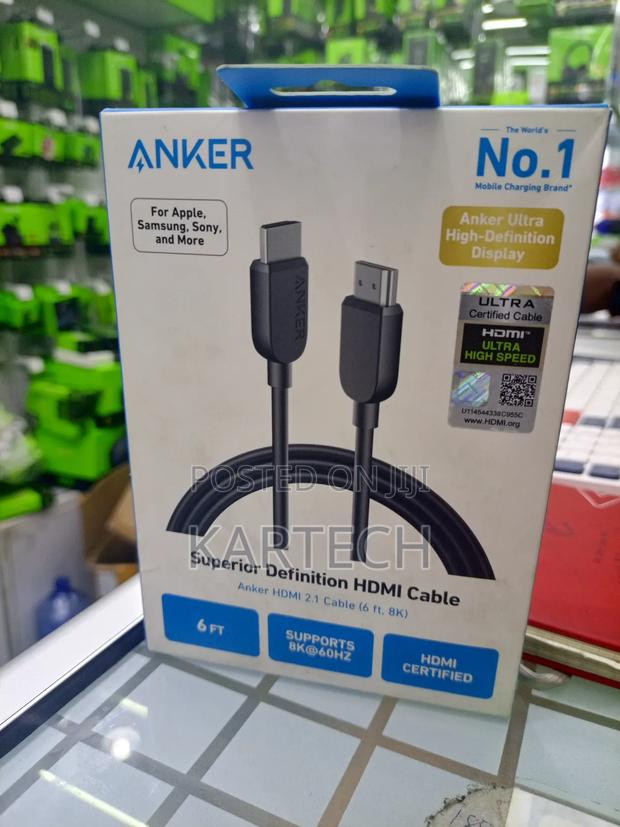 ANKER
The World's
No.1
Mobile Charging Brand*
For Apple,
Samsung, Sony,
and More
Anker Ultra
High-Definition
Display
ULTRA
Certified Cable
HDMI™
ULTRA
HIGH SPEED
U114544338C955C
www.HDMI.org
ANKER
POSTED ON JIJI
KARTECH
Superior Definition HDMI Cable
Anker HDMI 2.1 Cable (6 ft, 8K)
6 FT
SUPPORTS
8K@60HZ
HDMI
CERTIFIED